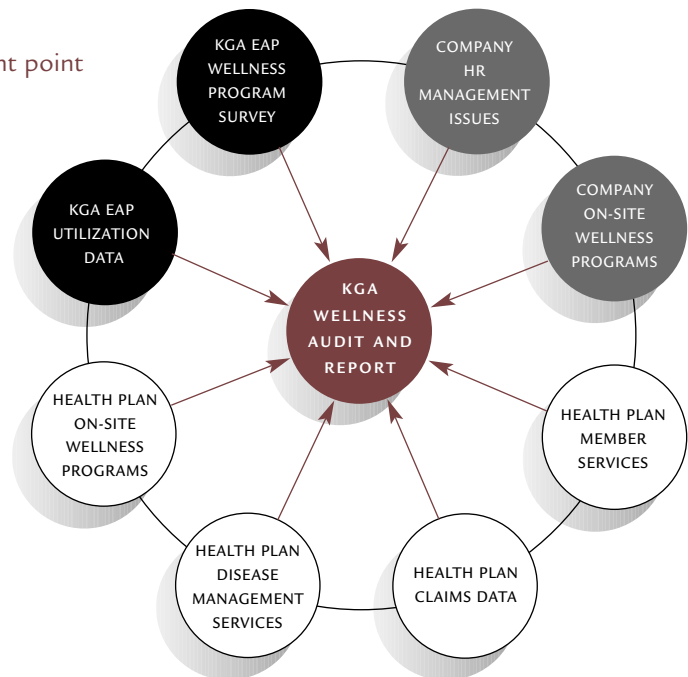 nt point
KGA EAP
WELLNESS
PROGRAM
SURVEY
COMPANY
HR
MANAGEMENT
ISSUES
KGA EAP
UTILIZATION
DATA
COMPANY
ON-SITE
WELLNESS
PROGRAMS
KGA
WELLNESS
AUDIT AND
REPORT
HEALTH PLAN
ON-SITE
WELLNESS
PROGRAMS
HEALTH PLAN
MEMBER
SERVICES
HEALTH PLAN
DISEASE
MANAGEMENT
SERVICES
HEALTH PLAN
CLAIMS DATA